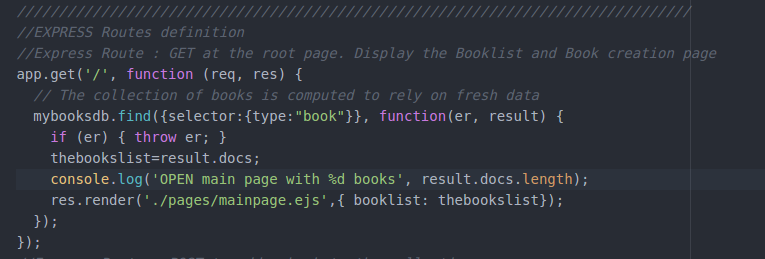 ////////////////////////////////////////////////////////////////////////////////
//EXPRESS Routes definition
//Express Route : GET at the root page. Display the Booklist and Book creation page
app.get('/', function (req, res) {
  // The collection of books is computed to rely on fresh data
  mybooksdb.find({selector:{type:"book"}}, function(er, result) {
    if (er) { throw er; }
    thebookslist=result.docs;
    console.log('OPEN main page with %d books', result.docs.length);
    res.render('./pages/mainpage.ejs',{ booklist: thebookslist});
  });
});